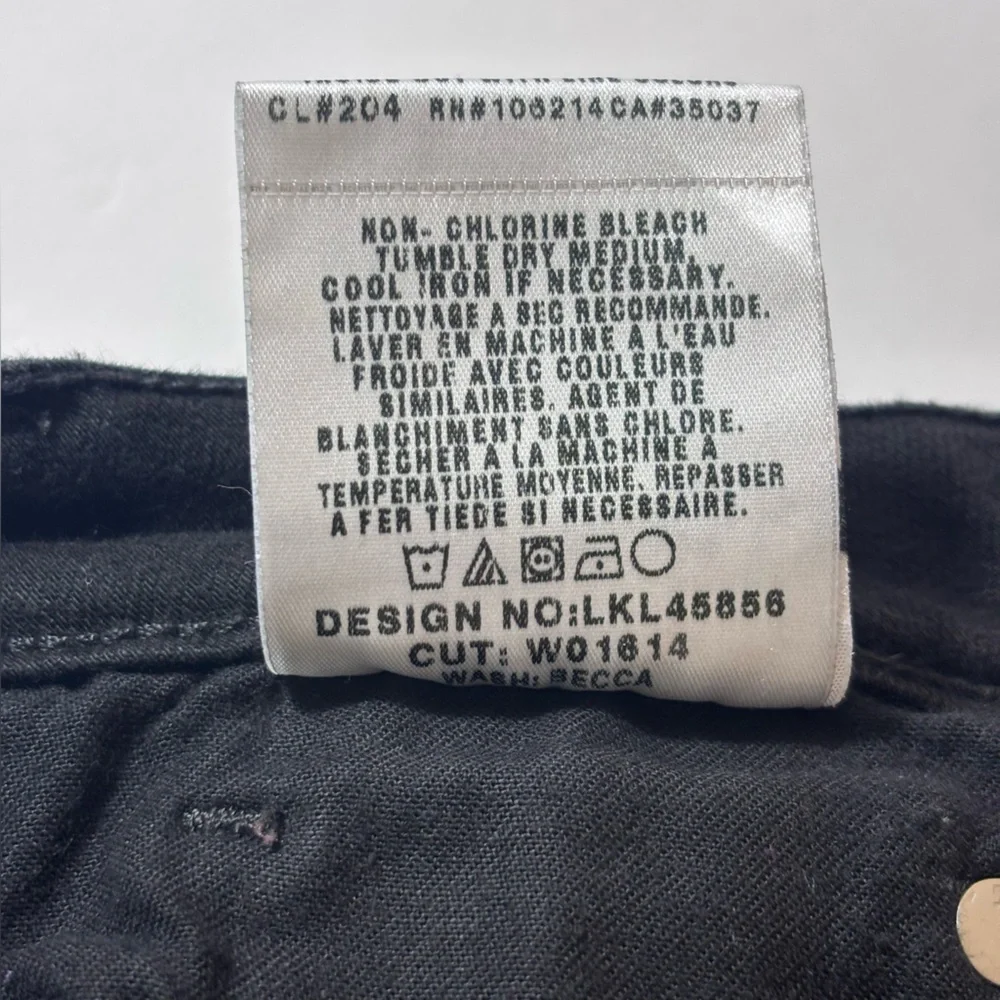 CL#204 RN#106214CA#35037
NON- CHLORINE BLEACH
TUMBLE DRY MEDIUM.
COOL IRON IF NECESSARY.
NETTOYAGE A SEC RECOMMANDE.
LAVER EN MACHINE A L'EAU
FROIDE AVEC COULEURS
SIMILAIRES. AGENT DE
BLANCHIMENT SANS CHLORE.
SECHER A LA MACHINE A
TEMPERATURE MOYENNE. REPASSER
A FER TIEDE SI NECESSAIRE.
DESIGN NO:LKL45856
CUT: W01614
WASH: BECCA